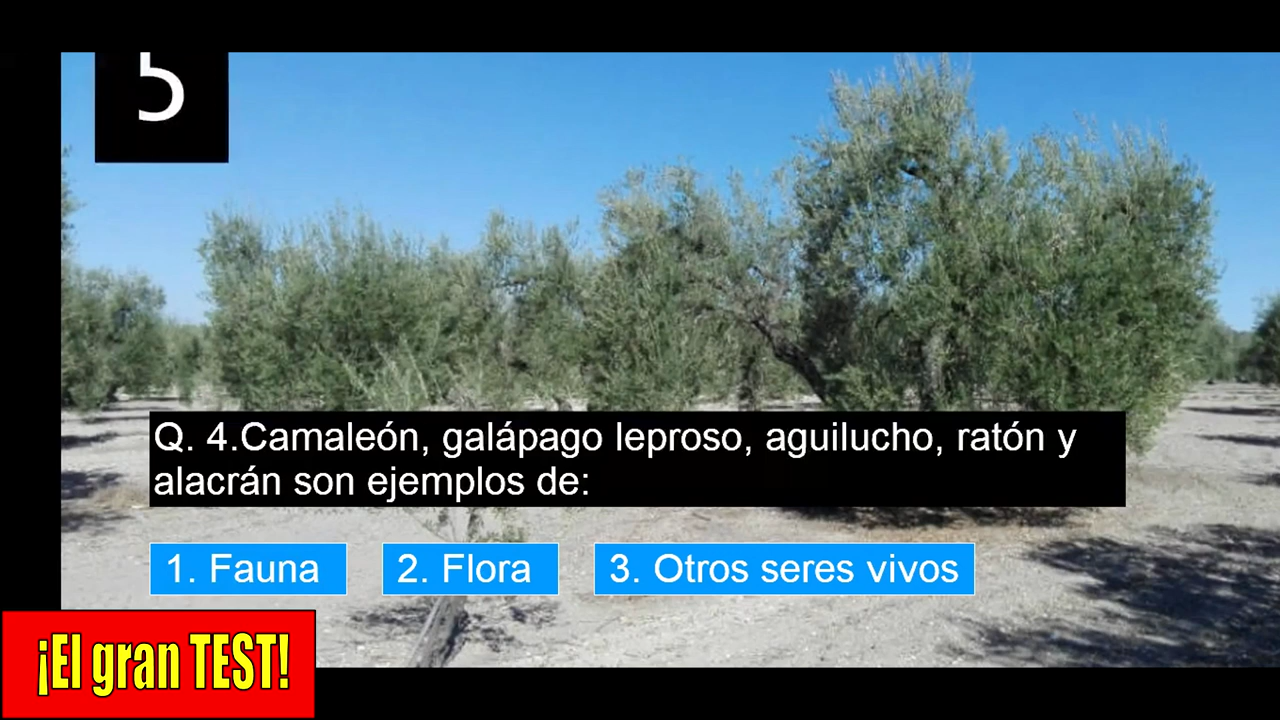 5
Q. 4.Camaleón, galápago leproso, aguilucho, ratón y
alacrán son ejemplos de:
1. Fauna
2. Flora
3. Otros seres vivos
¡El gran TEST!